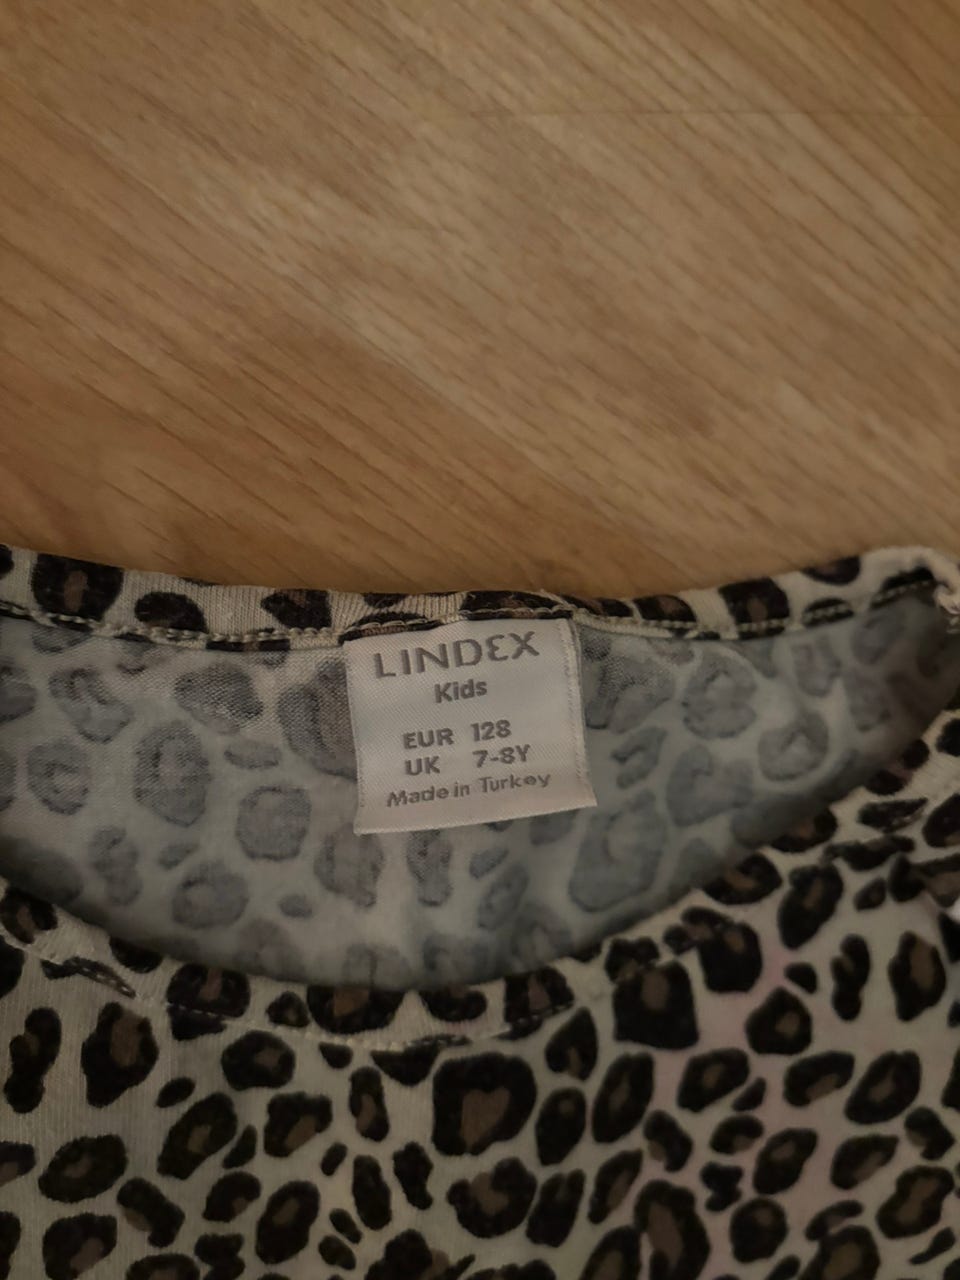 LINDEX
Kids
EUR 128
UK 7-8Y
Made in Turkey